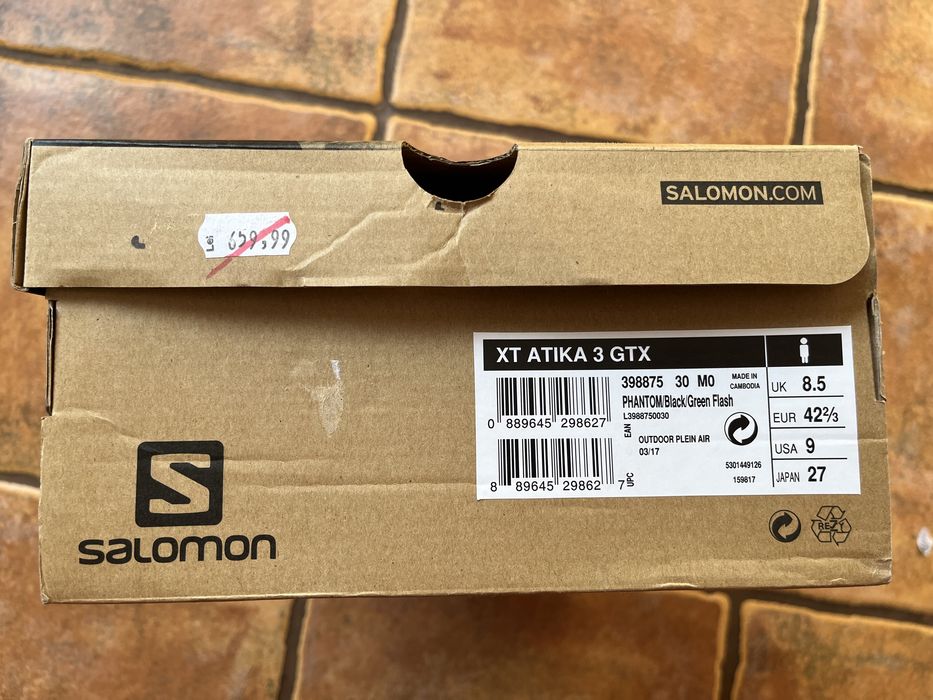 SALOMON.COM
Lei 659,99
XT ATIKA 3 GTX
398875 30 M0
MADE IN
CAMBODIA
PHANTOM/Black/Green Flash
L3988750030
0 889645 298627
EAN
OUTDOOR PLEIN AIR
03/17
8 89645 29862 7
UPC
5301449126
159817
UK 8.5
EUR 42⅔
USA 9
JAPAN 27
S
SALOMON
REZY